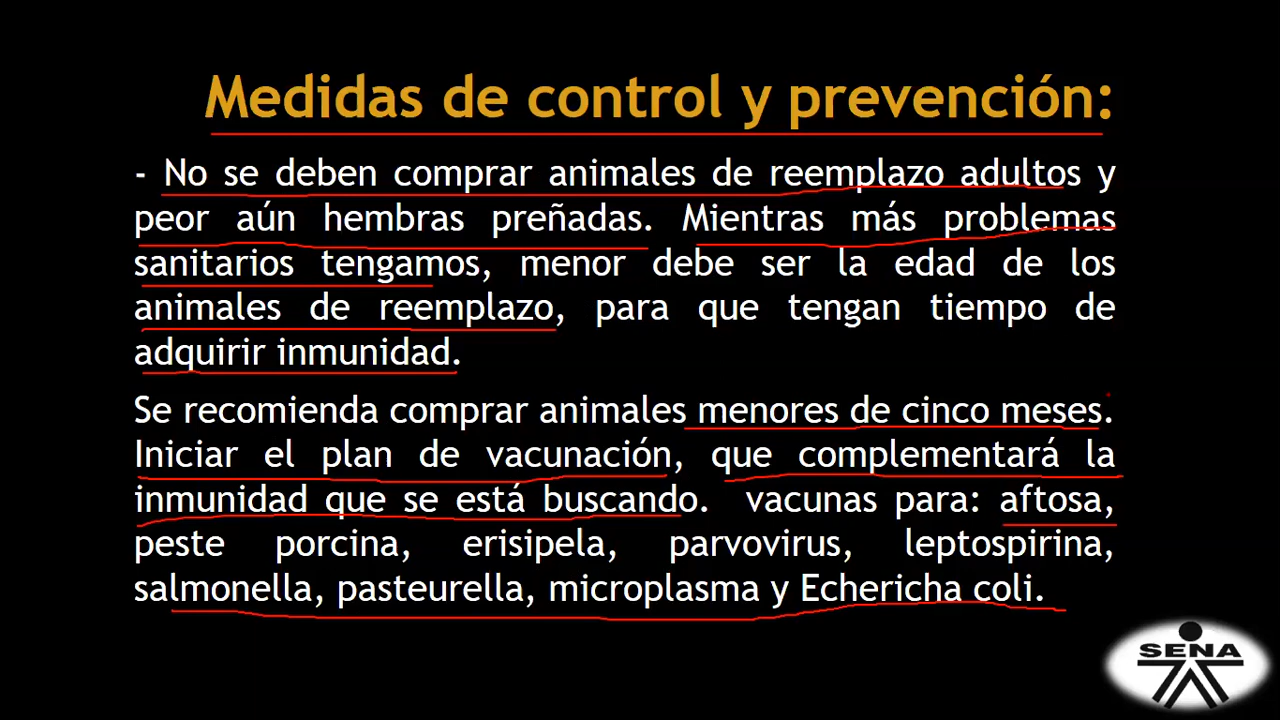 Medidas de control y prevención:
- No se deben comprar animales de reemplazo adultos y
peor aún hembras preñadas. Mientras más problemas
sanitarios tengamos, menor debe ser la edad de los
animales de reemplazo, para que tengan tiempo de
adquirir inmunidad.
Se recomienda comprar animales menores de cinco meses.
Iniciar el plan de vacunación, que complementará la
inmunidad que se está buscando. vacunas para: aftosa,
peste porcina, erisipela, parvovirus, leptospirina,
salmonella, pasteurella, microplasma y Echericha coli.
SENA